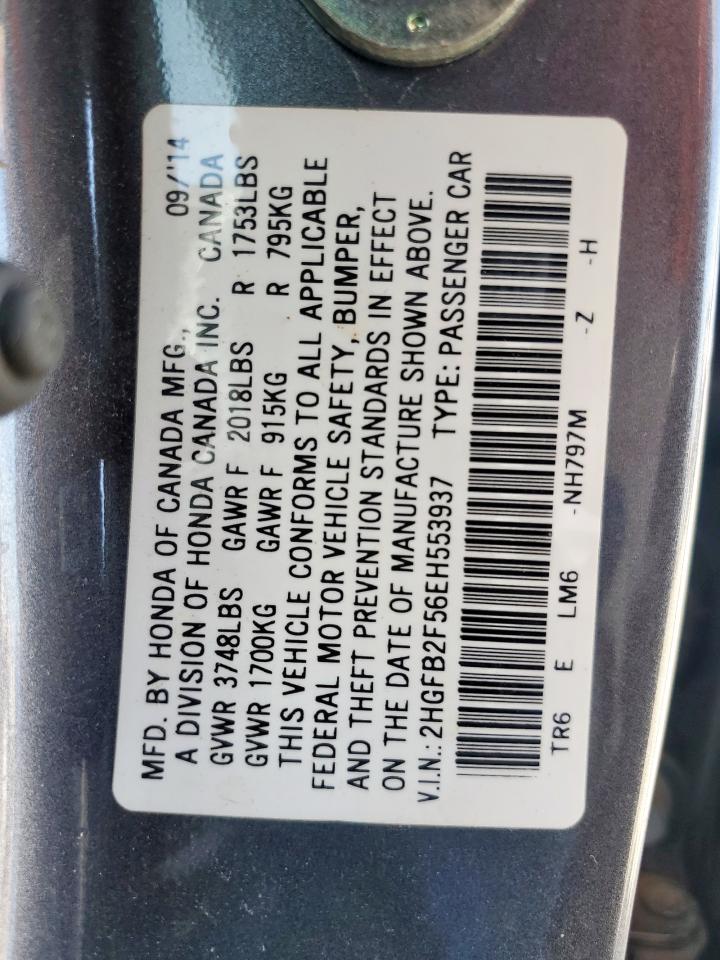 MFD. BY HONDA OF CANADA MFG., 09/'14
A DIVISION OF HONDA CANADA INC. CANADA
GVWR 3748LBS GAWR F 2018LBS R 1753LBS
GVWR 1700KG GAWR F 915KG R 795KG
THIS VEHICLE CONFORMS TO ALL APPLICABLE
FEDERAL MOTOR VEHICLE SAFETY, BUMPER,
AND THEFT PREVENTION STANDARDS IN EFFECT
ON THE DATE OF MANUFACTURE SHOWN ABOVE.
V.I.N.: 2HGFB2F56EH553937 TYPE: PASSENGER CAR
TR6 E LM6 -NH797M -Z -H